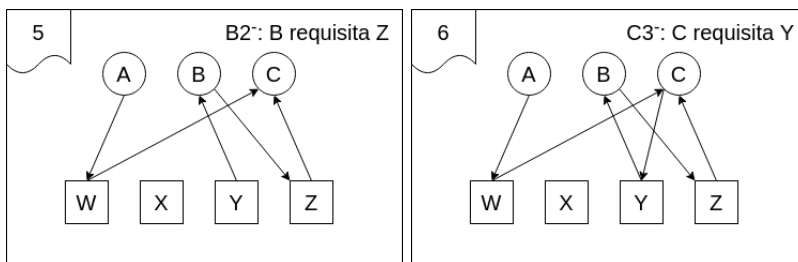 5
B2⁻: B requisita Z
A B C
W X Y Z
6
C3⁻: C requisita Y
A B C
W X Y Z